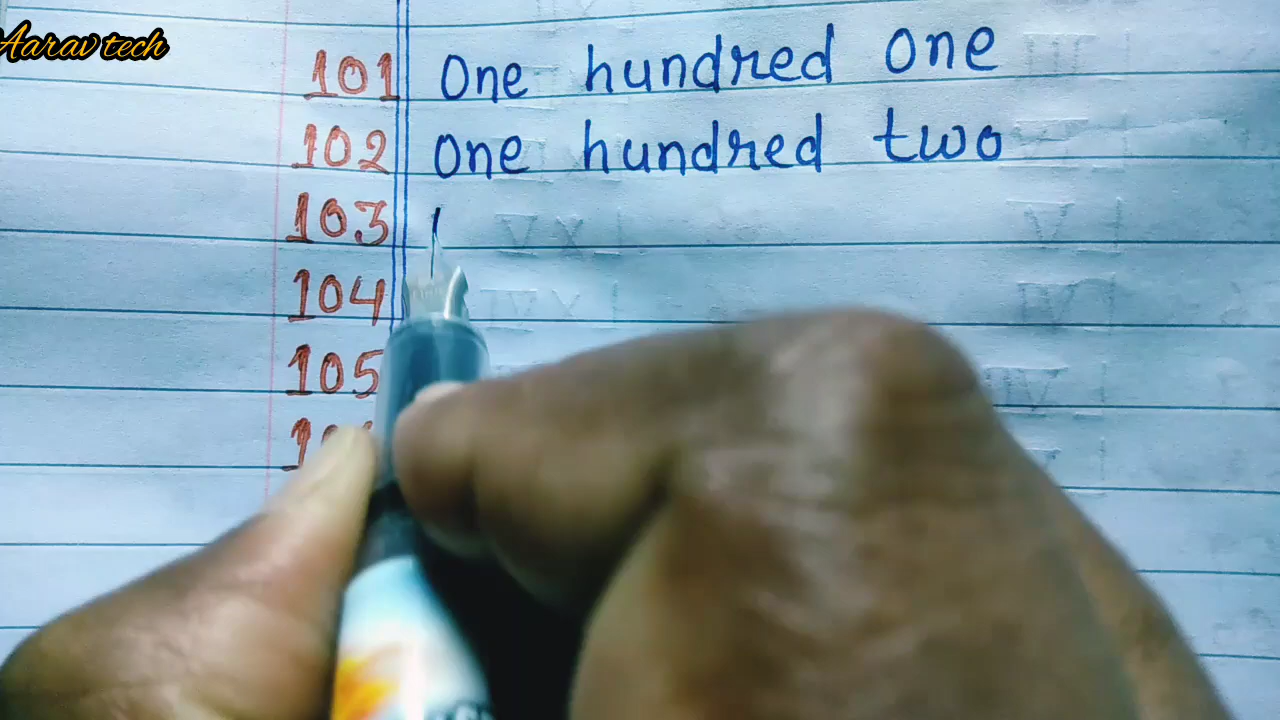 Aarav tech
101 One hundred one
102 One hundred two
103
104
105